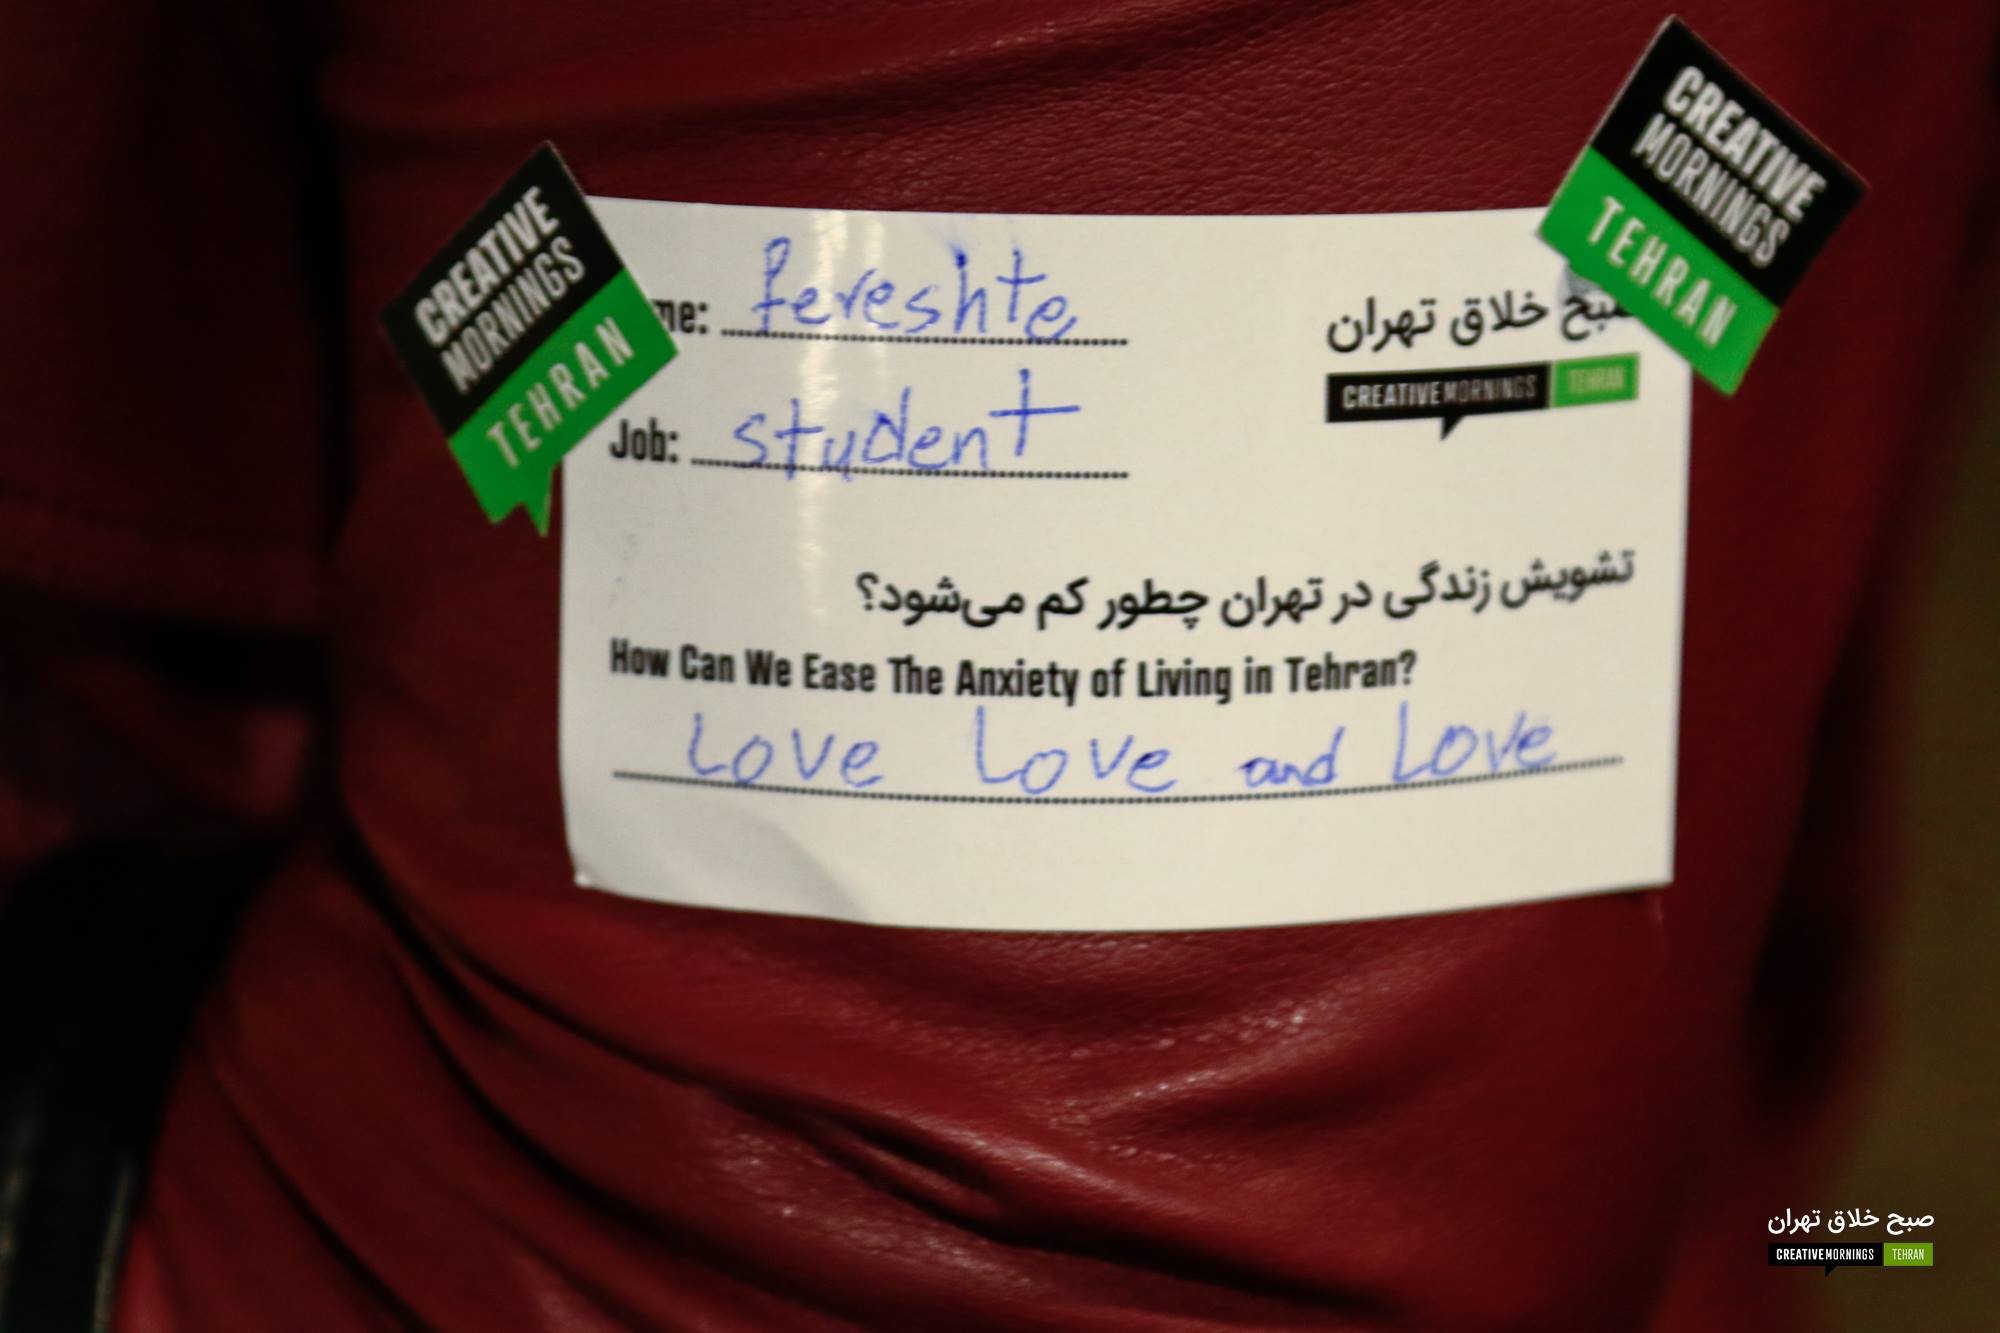 CREATIVE
MORNINGS
TEHRAN
CREATIVE
MORNINGS
TEHRAN
me: fereshte
صبح خلاق تهران
CREATIVEMORNINGS TEHRAN
Job: student
تشویش زندگی در تهران چطور کم می‌شود؟
How Can We Ease The Anxiety of Living in Tehran?
Love Love and Love
صبح خلاق تهران
CREATIVEMORNINGS TEHRAN